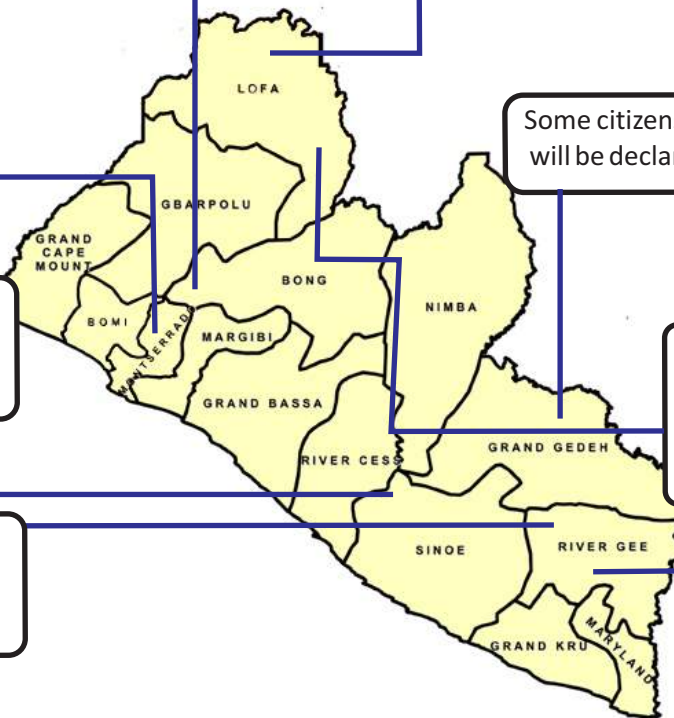 LOFA
Some citizen
will be declar
GBARPOLU
GRAND
CAPE
MOUNT
BONG
NIMBA
BOMI
MONTSERRADO
MARGIBI
GRAND BASSA
RIVER CESS
GRAND GEDEH
SINOE
RIVER GEE
GRAND KRU
MARYLAND